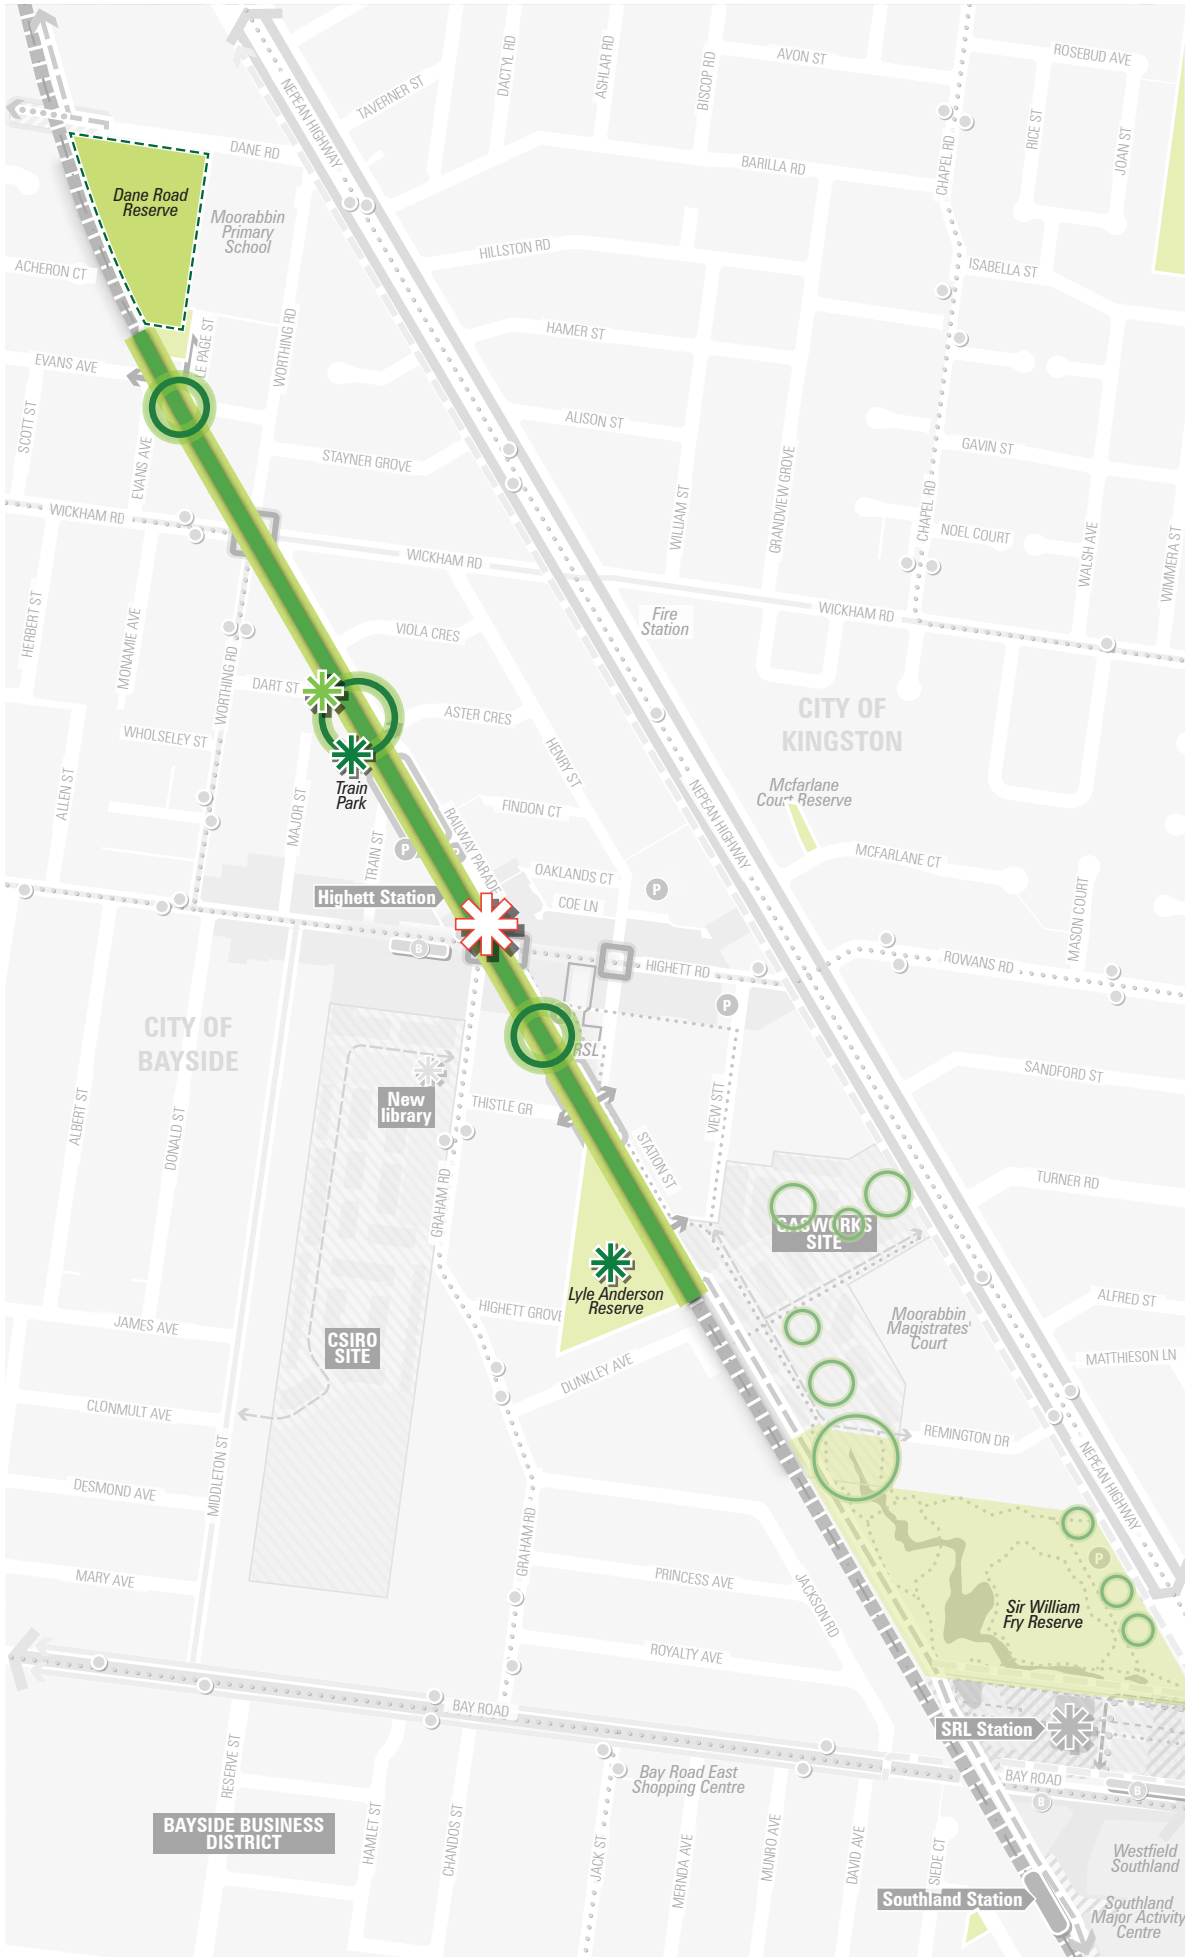 DACTYL RD
ASHLAR RD
BISCOP RD
AVON ST
ROSEBUD AVE
TAVERNER ST
NEPEAN HIGHWAY
RICE ST
JOAN ST
CHAPEL RD
DANE RD
BARILLA RD
Dane Road
Reserve
Moorabbin
Primary
School
HILLSTON RD
ISABELLA ST
ACHERON CT
LE PAGE ST
WORTHING RD
HAMER ST
EVANS AVE
SCOTT ST
EVANS AVE
ALISON ST
STAYNER GROVE
GAVIN ST
WILLIAM ST
GRANDVIEW GROVE
CHAPEL RD
NOEL COURT
WALSH AVE
WIMMERA ST
WICKHAM RD
WICKHAM RD
WICKHAM RD
HERBERT ST
MONAMIE AVE
Fire
Station
VIOLA CRES
WORTHING RD
DART ST
ASTER CRES
CITY OF
KINGSTON
WHOLSELEY ST
HENRY ST
NEPEAN HIGHWAY
Mcfarlane
Court Reserve
Train
Park
ALLEN ST
MAJOR ST
TRAIN ST
RAILWAY PARADE
FINDON CT
P
P
MCFARLANE CT
OAKLANDS CT
P
Highett Station
COE LN
MASON COURT
B
HIGHETT RD
ROWANS RD
P
CITY OF
BAYSIDE
RSL
SANDFORD ST
New
library
THISTLE GR
VIEW STT
ALBERT ST
DONALD ST
STATION ST
GRAHAM RD
TURNER RD
GASWORKS
SITE
Lyle Anderson
Reserve
HIGHETT GROVE
ALFRED ST
JAMES AVE
Moorabbin
Magistrates'
Court
CSIRO
SITE
MATTHIESON LN
DUNKLEY AVE
CLONMULT AVE
REMINGTON DR
MIDDLETON ST
NEPEAN HIGHWAY
DESMOND AVE
GRAHAM RD
P
MARY AVE
PRINCESS AVE
JACKSON RD
Sir William
Fry Reserve
ROYALTY AVE
BAY ROAD
SRL Station
RESERVE ST
Bay Road East
Shopping Centre
BAY ROAD
B
B
BAYSIDE BUSINESS
DISTRICT
HAMLET ST
CHANDOS ST
JACK ST
MERNDA AVE
MUNRO AVE
DAVID AVE
SIEDE CT
Westfield
Southland
Southland Station
Southland
Major Activity
Centre